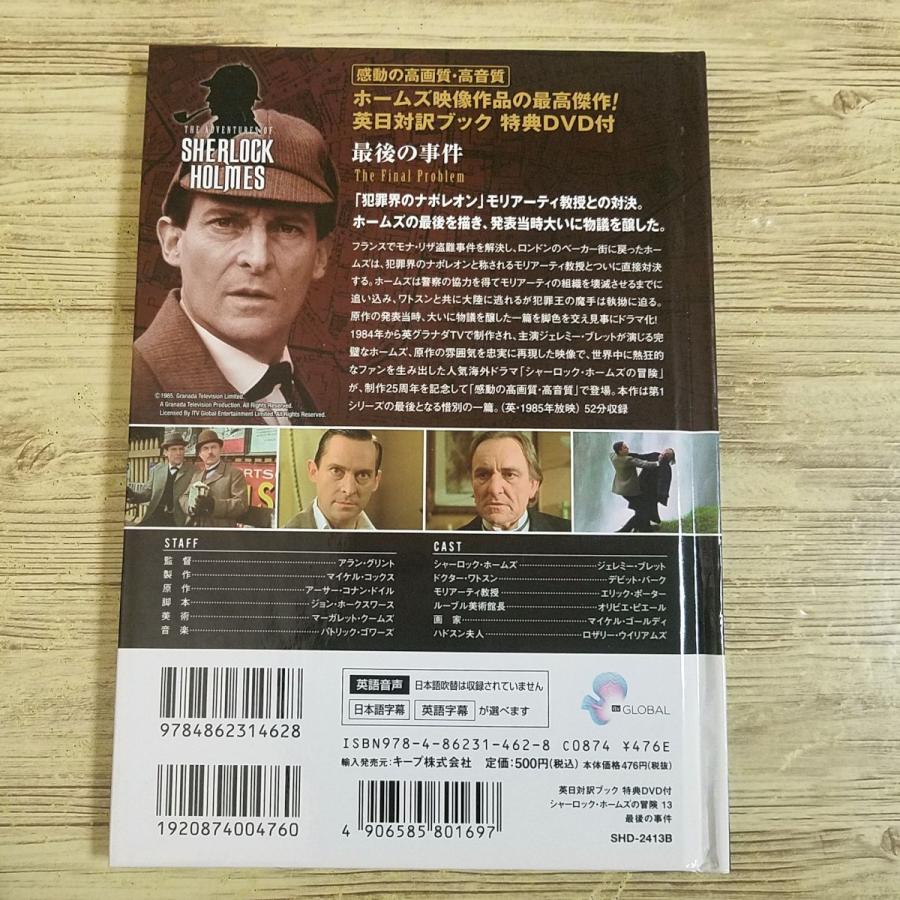 THE ADVENTURES OF
SHERLOCK
HOLMES
感動の高画質・高音質
ホームズ映像作品の最高傑作!
英日対訳ブック 特典DVD付
最後の事件
The Final Problem
「犯罪界のナポレオン」モリアーティ教授との対決。
ホームズの最後を描き、発表当時大いに物議を醸した。
フランスでモナ・リザ盗難事件を解決し、ロンドンのベーカー街に戻ったホー
ムズは、犯罪界のナポレオンと称されるモリアーティ教授とついに直接対決
する。ホームズは警察の協力を得てモリアーティの組織を壊滅させるまでに
追い込み、ワトスンと共に大陸に逃れるが犯罪王の魔手は執拗に迫る。
原作の発表当時、大いに物議を醸した一篇を脚色を交え見事にドラマ化!
1984年から英グラナダTVで制作され、主演ジェレミー・ブレットが演じる完
璧なホームズ、原作の雰囲気を忠実に再現した映像で、世界中に熱狂的
なファンを生み出した人気海外ドラマ「シャーロック・ホームズの冒険」
が、制作25周年を記念して「感動の高画質・高音質」で登場。本作は第1
シリーズの最後となる惜別の一篇。(英・1985年放映) 52分収録
©1985. Granada Television Limited.
A Granada Television Production. All Rights Reserved.
Licensed By ITV Global Entertainment Limited. All Rights Reserved.
STAFF
監 督 アラン・グリント
製 作 マイケル・コックス
原 作 アーサー・コナン・ドイル
脚 本 ジョン・ホークスワース
美 術 マーガレット・クームズ
音 楽 パトリック・ゴワーズ
CAST
シャーロック・ホームズ ジェレミー・ブレット
ドクター・ワトスン デビット・バーク
モリアーティ教授 エリック・ポーター
ルーブル美術館長 オリビエ・ピエール
画 家 マイケル・ゴールディ
ハドスン夫人 ロザリー・ウイリアムズ
9784862314628
1920874004760
英語音声 日本語吹替は収録されていません
日本語字幕 英語字幕 が選べます
itv GLOBAL
ISBN978-4-86231-462-8 C0874 ¥476E
輸入発売元:キープ株式会社 定価:500円(税込) 本体価格476円(税抜)
4 906585 801697
英日対訳ブック 特典DVD付
シャーロック・ホームズの冒険 13
最後の事件
SHD-2413B